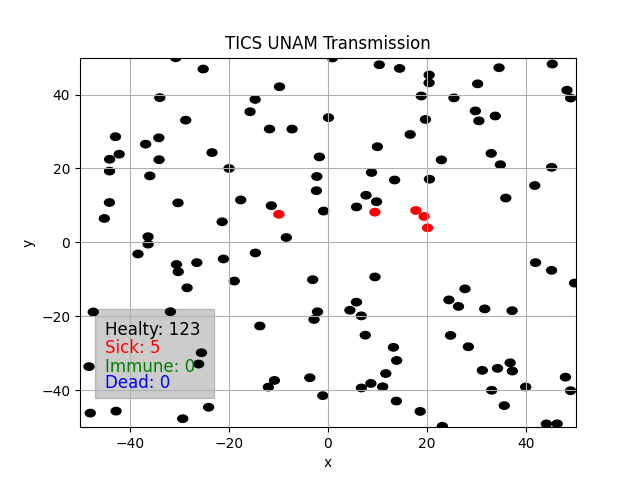 TICS UNAM Transmission
y
40
20
0
−20
−40
Healty: 123
Sick: 5
Immune: 0
Dead: 0
−40
−20
0
20
40
x